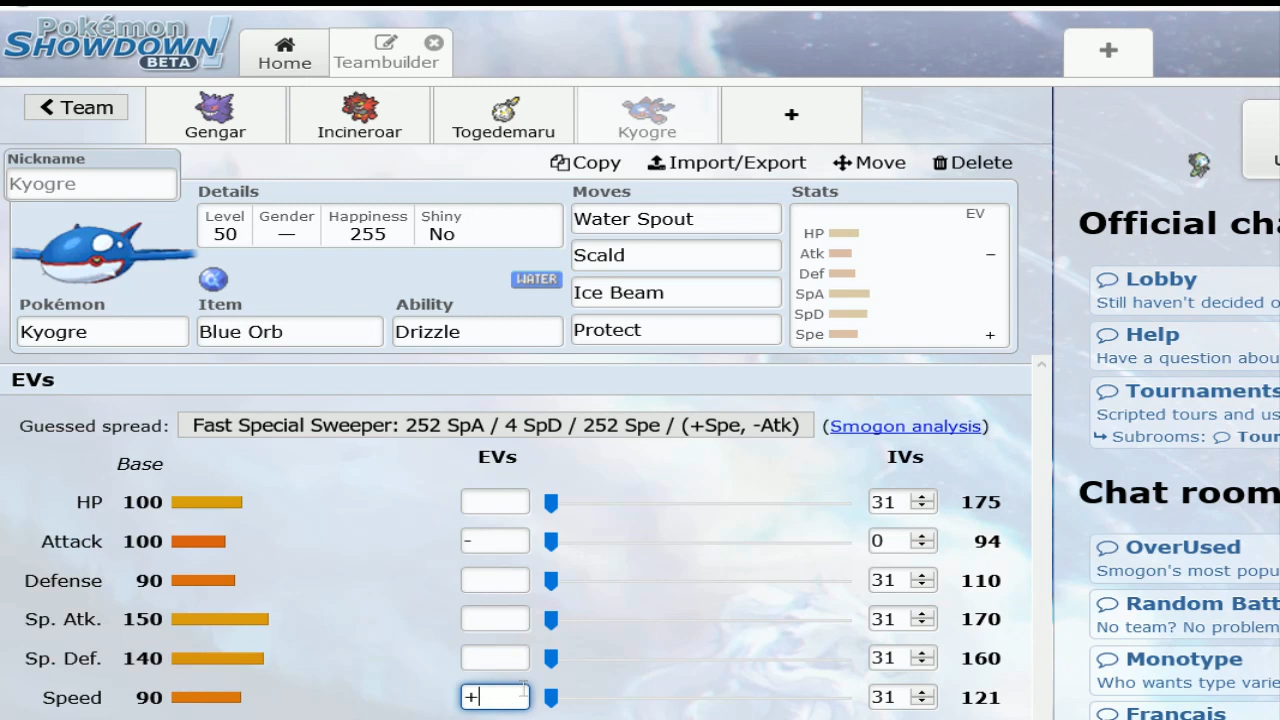 Pokémon
SHOWDOWN!
BETA
Home
Teambuilder
+
Team
Gengar
Incineroar
Togedemaru
Kyogre
+
Copy
Import/Export
Move
Delete
Nickname
Kyogre
Details
Level
50
Gender
—
Happiness
255
Shiny
No
WATER
Pokémon
Kyogre
Item
Blue Orb
Ability
Drizzle
Moves
Water Spout
Scald
Ice Beam
Protect
Stats
EV
HP
Atk −
Def
SpA
SpD
Spe +
EVs
Guessed spread: Fast Special Sweeper: 252 SpA / 4 SpD / 252 Spe / (+Spe, -Atk) (Smogon analysis)
Base EVs IVs
HP 100 31 175
Attack 100 - 0 94
Defense 90 31 110
Sp. Atk. 150 31 170
Sp. Def. 140 31 160
Speed 90 + 31 121
Official cha
Lobby
Still haven't decided o
Help
Have a question abou
Tournaments
Scripted tours and us
↳ Subrooms: Tour
Chat room
OverUsed
Smogon's most popu
Random Batt
No team? No problem
Monotype
Who wants type varie
Français